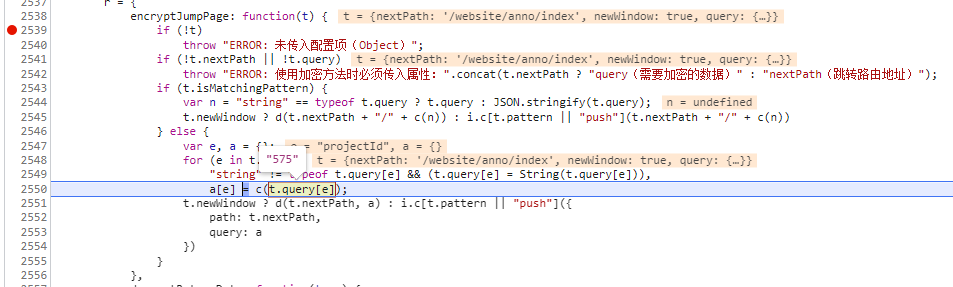 2537 r = {
2538 encryptJumpPage: function(t) { t = {nextPath: '/website/anno/index', newWindow: true, query: {…}}
2539 if (!t)
2540 throw "ERROR: 未传入配置项（Object）";
2541 if (!t.nextPath || !t.query) t = {nextPath: '/website/anno/index', newWindow: true, query: {…}}
2542 throw "ERROR: 使用加密方法时必须传入属性: ".concat(t.nextPath ? "query（需要加密的数据）" : "nextPath（跳转路由地址）");
2543 if (t.isMatchingPattern) {
2544 var n = "string" == typeof t.query ? t.query : JSON.stringify(t.query); n = undefined
2545 t.newWindow ? d(t.nextPath + "/" + c(n)) : i.c[t.pattern || "push"](t.nextPath + "/" + c(n))
2546 } else {
2547 var e, a = {}; = "projectId", a = {}
2548 for (e in t. "575" t = {nextPath: '/website/anno/index', newWindow: true, query: {…}}
2549 "string" != typeof t.query[e] && (t.query[e] = String(t.query[e])),
2550 a[e] = c(t.query[e]);
2551 t.newWindow ? d(t.nextPath, a) : i.c[t.pattern || "push"]({
2552 path: t.nextPath,
2553 query: a
2554 })
2555 }
2556 },
2557